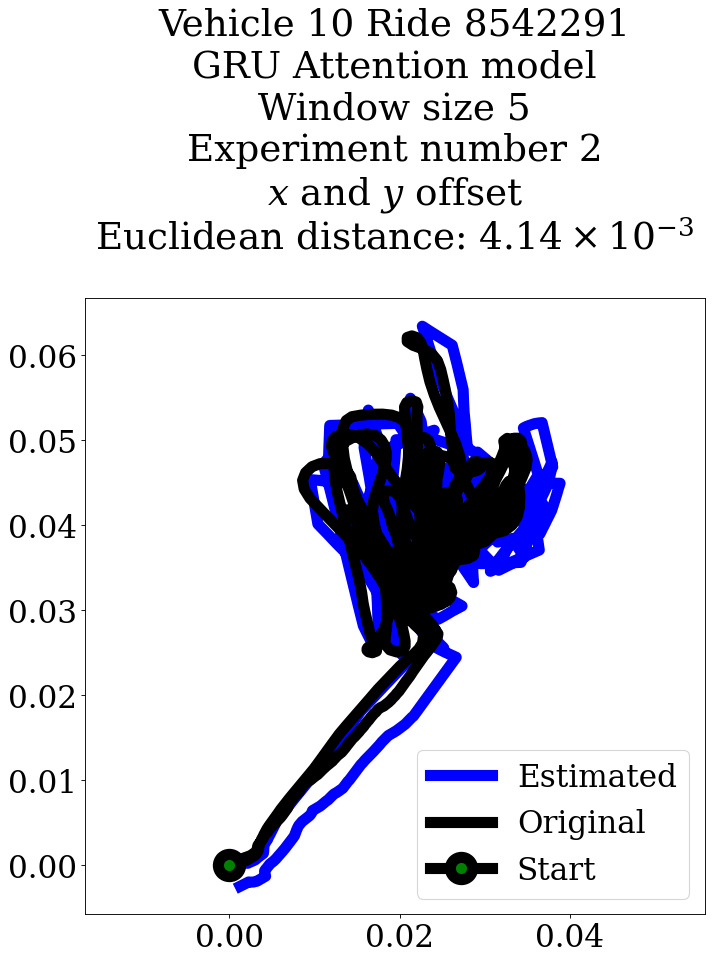 Vehicle 10 Ride 8542291
GRU Attention model
Window size 5
Experiment number 2
x and y offset
Euclidean distance: 4.14 × 10⁻³
0.06
0.05
0.04
0.03
0.02
0.01
0.00
Estimated
Original
Start
0.00 0.02 0.04